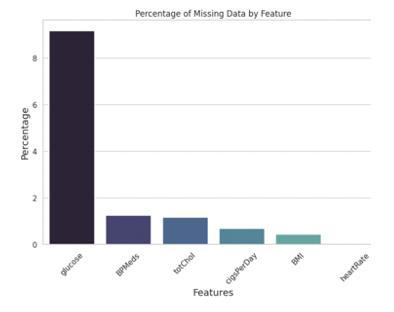 Percentage of Missing Data by Feature
Percentage
8
6
4
2
0
glucose
BPMeds
totChol
cigsPerDay
BMI
heartRate
Features